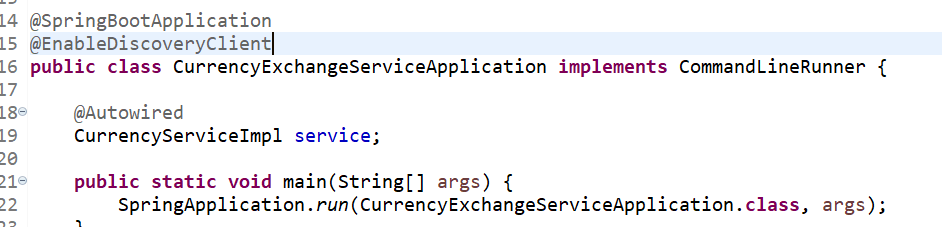 14 @SpringBootApplication
15 @EnableDiscoveryClient
16 public class CurrencyExchangeServiceApplication implements CommandLineRunner {
17
18 @Autowired
19 CurrencyServiceImpl service;
20
21 public static void main(String[] args) {
22 SpringApplication.run(CurrencyExchangeServiceApplication.class, args);
23 }